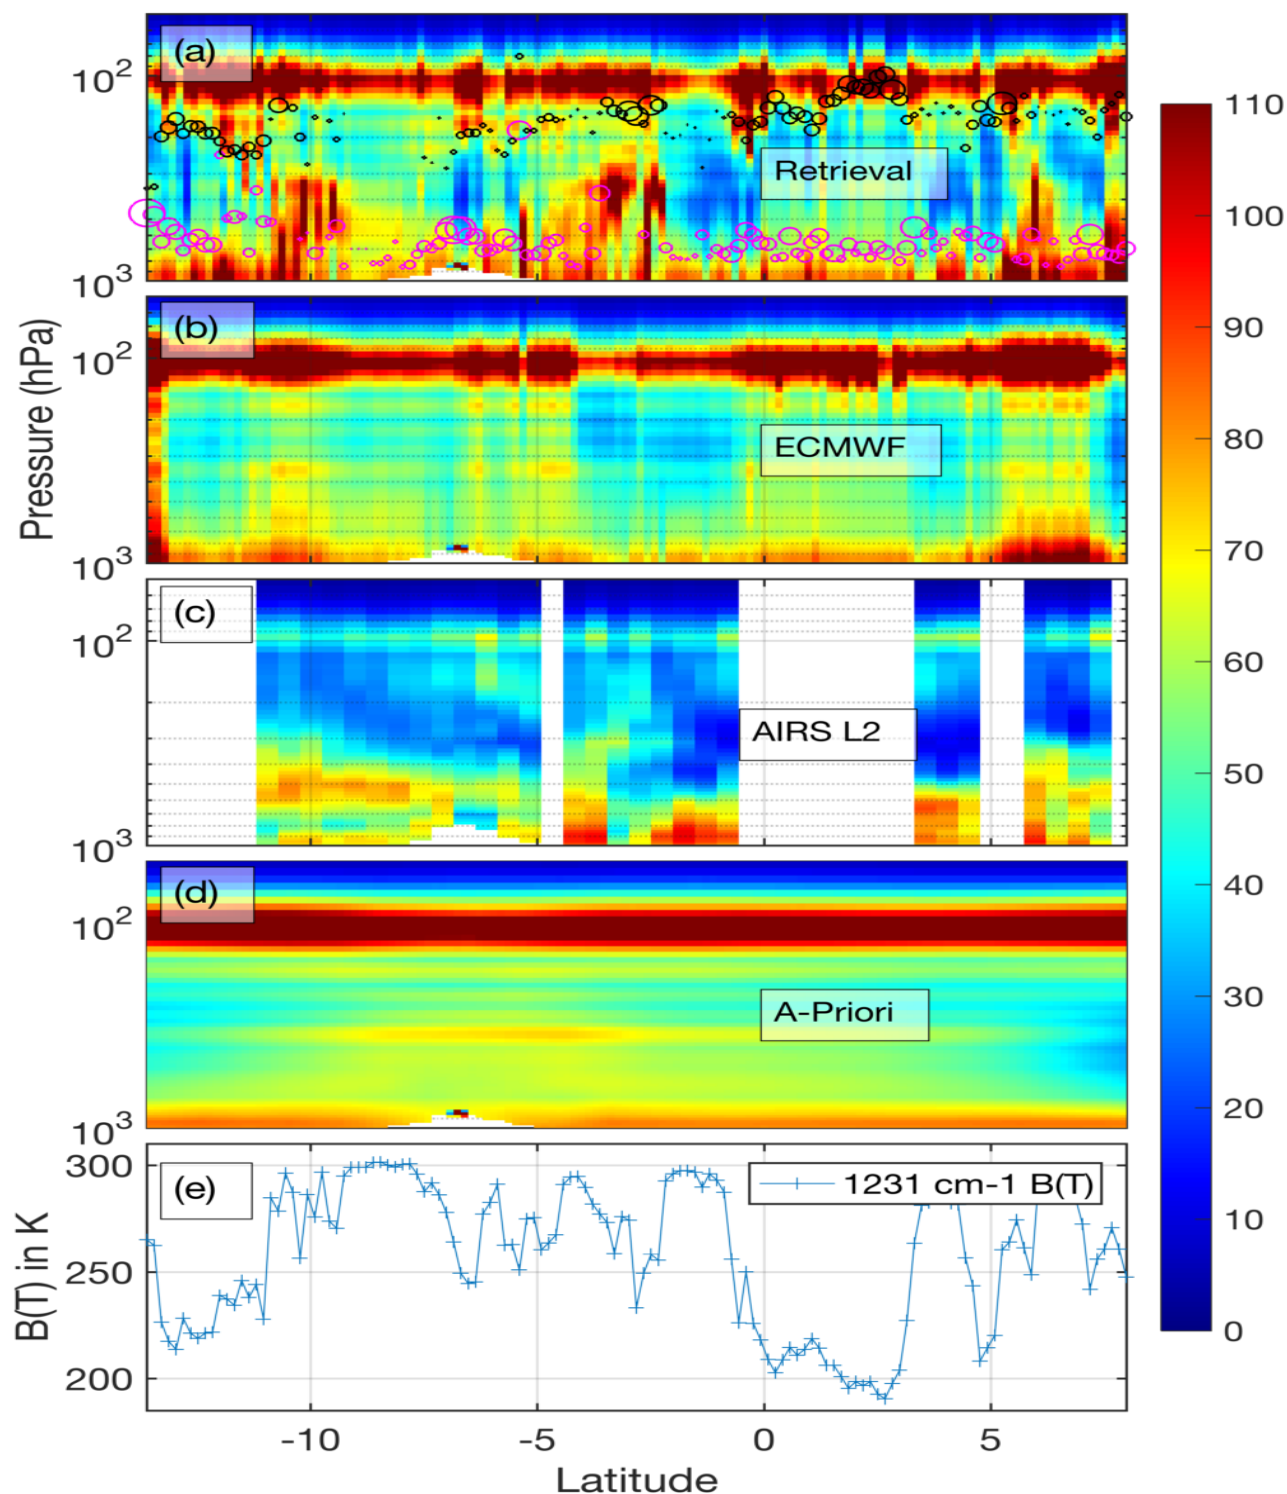 (a)
10²
Retrieval
10³
(b)
10²
ECMWF
10³
(c)
10²
AIRS L2
10³
(d)
10²
A-Priori
10³
Pressure (hPa)
110
100
90
80
70
60
50
40
30
20
10
0
(e)
1231 cm-1 B(T)
300
250
200
B(T) in K
-10 -5 0 5
Latitude